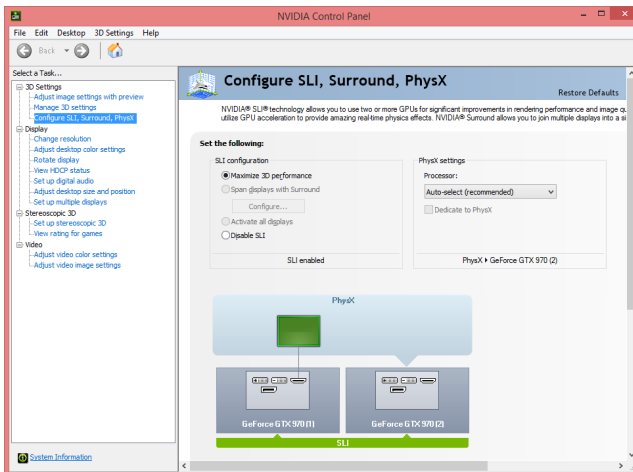 NVIDIA Control Panel
File Edit Desktop 3D Settings Help
Back
Select a Task...
3D Settings
Adjust image settings with preview
Manage 3D settings
Configure SLI, Surround, PhysX
Display
Change resolution
Adjust desktop color settings
Rotate display
View HDCP status
Set up digital audio
Adjust desktop size and position
Set up multiple displays
Stereoscopic 3D
Set up stereoscopic 3D
View rating for games
Video
Adjust video color settings
Adjust video image settings
System Information
Configure SLI, Surround, PhysX
Restore Defaults
NVIDIA® SLI® technology allows you to use two or more GPUs for significant improvements in rendering performance and image qu
utilize GPU acceleration to provide amazing real-time physics effects. NVIDIA® Surround allows you to join multiple displays into a si
Set the following:
SLI configuration
Maximize 3D performance
Span displays with Surround
Configure...
Activate all displays
Disable SLI
SLI enabled
PhysX settings
Processor:
Auto-select (recommended)
Dedicate to PhysX
PhysX GeForce GTX 970 (2)
PhysX
GeForce GTX 970 (1)
GeForce GTX 970 (2)
SLI